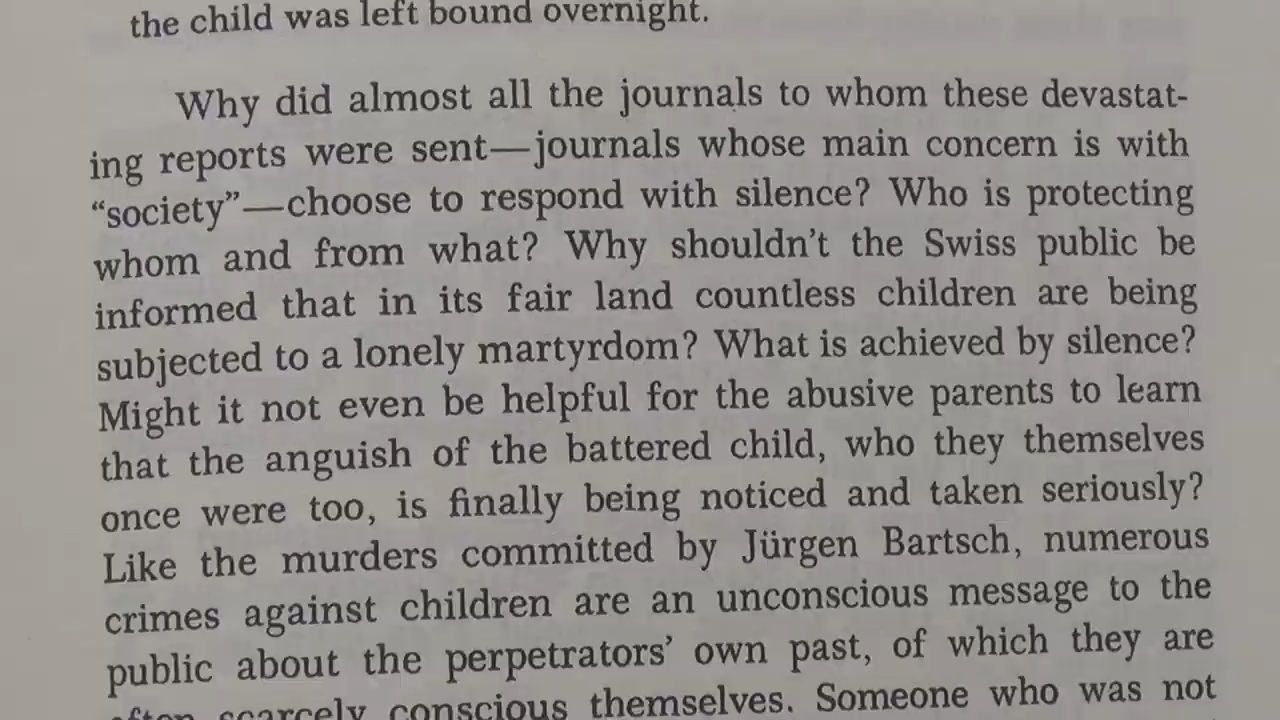 the child was left bound overnight.
Why did almost all the journals to whom these devastat-
ing reports were sent—journals whose main concern is with
“society”—choose to respond with silence? Who is protecting
whom and from what? Why shouldn’t the Swiss public be
informed that in its fair land countless children are being
subjected to a lonely martyrdom? What is achieved by silence?
Might it not even be helpful for the abusive parents to learn
that the anguish of the battered child, who they themselves
once were too, is finally being noticed and taken seriously?
Like the murders committed by Jürgen Bartsch, numerous
crimes against children are an unconscious message to the
public about the perpetrators’ own past, of which they are
often scarcely conscious themselves. Someone who was not